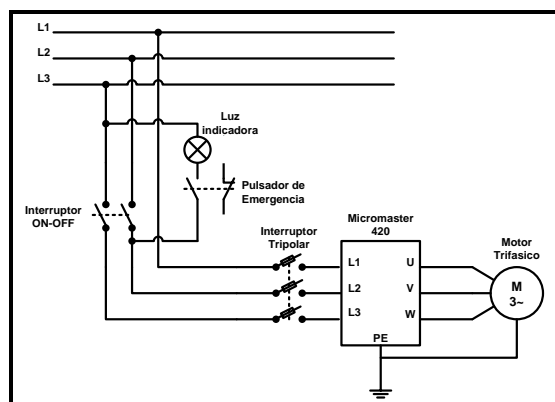 L1
L2
L3
Luz
indicadora
Pulsador de
Emergencia
Interruptor
ON-OFF
Interruptor
Tripolar
Micromaster
420
L1
L2
L3
U
V
W
PE
Motor
Trifasico
M
3~